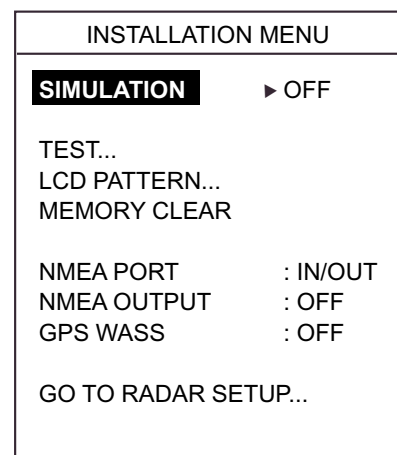 INSTALLATION MENU
SIMULATION ▶ OFF
TEST...
LCD PATTERN...
MEMORY CLEAR
NMEA PORT : IN/OUT
NMEA OUTPUT : OFF
GPS WASS : OFF
GO TO RADAR SETUP...